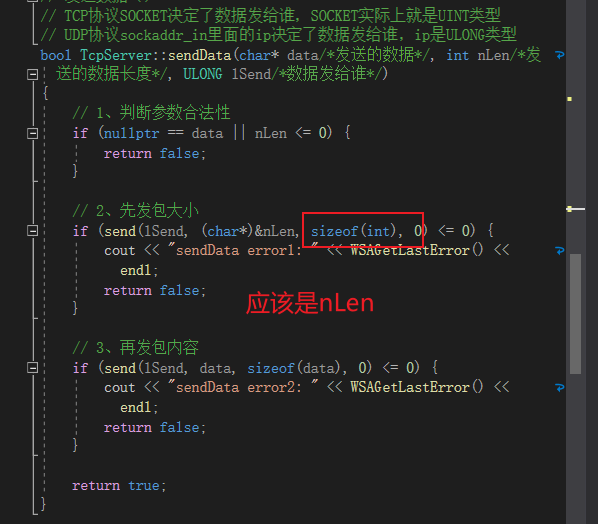 // TCP协议SOCKET决定了数据发给谁，SOCKET实际上就是UINT类型
// UDP协议sockaddr_in里面的ip决定了数据发给谁，ip是ULONG类型
bool TcpServer::sendData(char* data/*发送的数据*/, int nLen/*发
送的数据长度*/, ULONG lSend/*数据发给谁*/)
{
// 1、判断参数合法性
if (nullptr == data || nLen <= 0) {
return false;
}
// 2、先发包大小
if (send(lSend, (char*)&nLen, sizeof(int), 0) <= 0) {
cout << "sendData error1: " << WSAGetLastError() <<
endl;
return false;
}
应该是nLen
// 3、再发包内容
if (send(lSend, data, sizeof(data), 0) <= 0) {
cout << "sendData error2: " << WSAGetLastError() <<
endl;
return false;
}
return true;
}